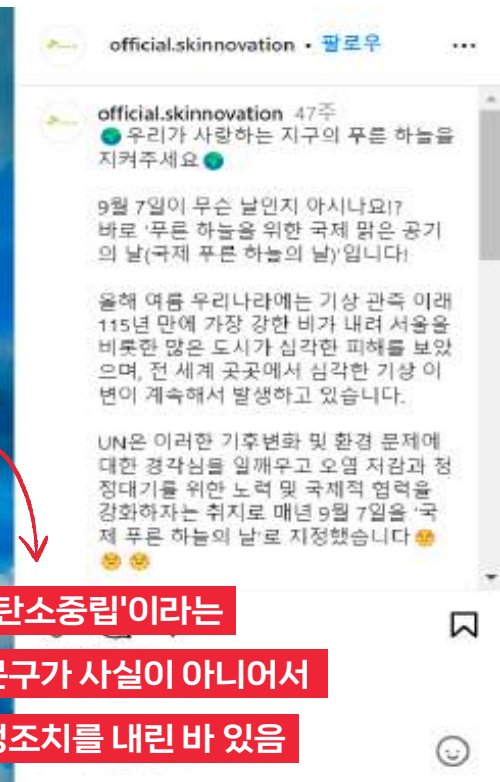 official.skinnovation • 팔로우
official.skinnovation 47주
🌏우리가 사랑하는 지구의 푸른 하늘을
지켜주세요🌏
9월 7일이 무슨 날인지 아시나요!?
바로 '푸른 하늘을 위한 국제 맑은 공기
의 날(국제 푸른 하늘의 날)'입니다!
올해 여름 우리나라에는 기상 관측 이래
115년 만에 가장 강한 비가 내려 서울을
비롯한 많은 도시가 심각한 피해를 보았
으며, 전 세계 곳곳에서 심각한 기상 이
변이 계속해서 발생하고 있습니다.
UN은 이러한 기후변화 및 환경 문제에
대한 경각심을 일깨우고 오염 저감과 청
정대기를 위한 노력 및 국제적 협력을
강화하자는 취지로 매년 9월 7일을 '국
제 푸른 하늘의 날'로 지정했습니다
탄소중립'이라는
구가 사실이 아니어서
조치를 내린 바 있음